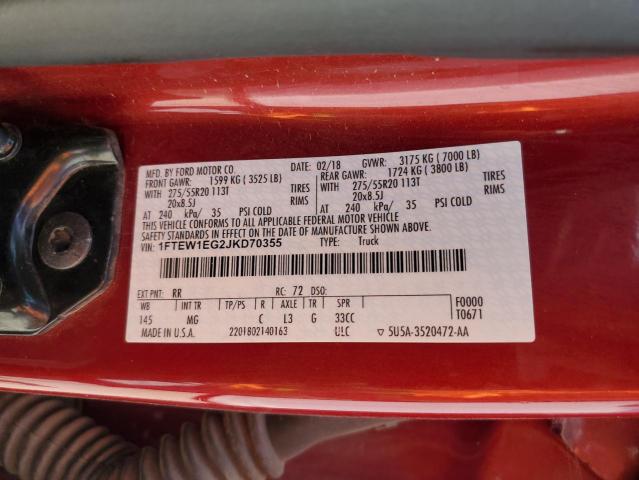 MFD. BY FORD MOTOR CO.
DATE: 02/18 GVWR: 3175 KG ( 7000 LB)
FRONT GAWR: 1599 KG ( 3525 LB)
REAR GAWR: 1724 KG ( 3800 LB)
WITH 275/55R20 113T TIRES
WITH 275/55R20 113T TIRES
20x8.5J RIMS
20x8.5J RIMS
AT 240 kPa/ 35 PSI COLD
AT 240 kPa/ 35 PSI COLD
THIS VEHICLE CONFORMS TO ALL APPLICABLE FEDERAL MOTOR VEHICLE
SAFETY STANDARDS IN EFFECT ON THE DATE OF MANUFACTURE SHOWN ABOVE.
VIN: 1FTEW1EG2JKD70355 TYPE: Truck
EXT PNT: RR RC: 72 DSO: F0000
WB INT TR TP/PS R AXLE TR SPR T0671
145 MG C L3 G 33CC
MADE IN U.S.A. 2201802140163 ULC 5U5A-3520472-AA